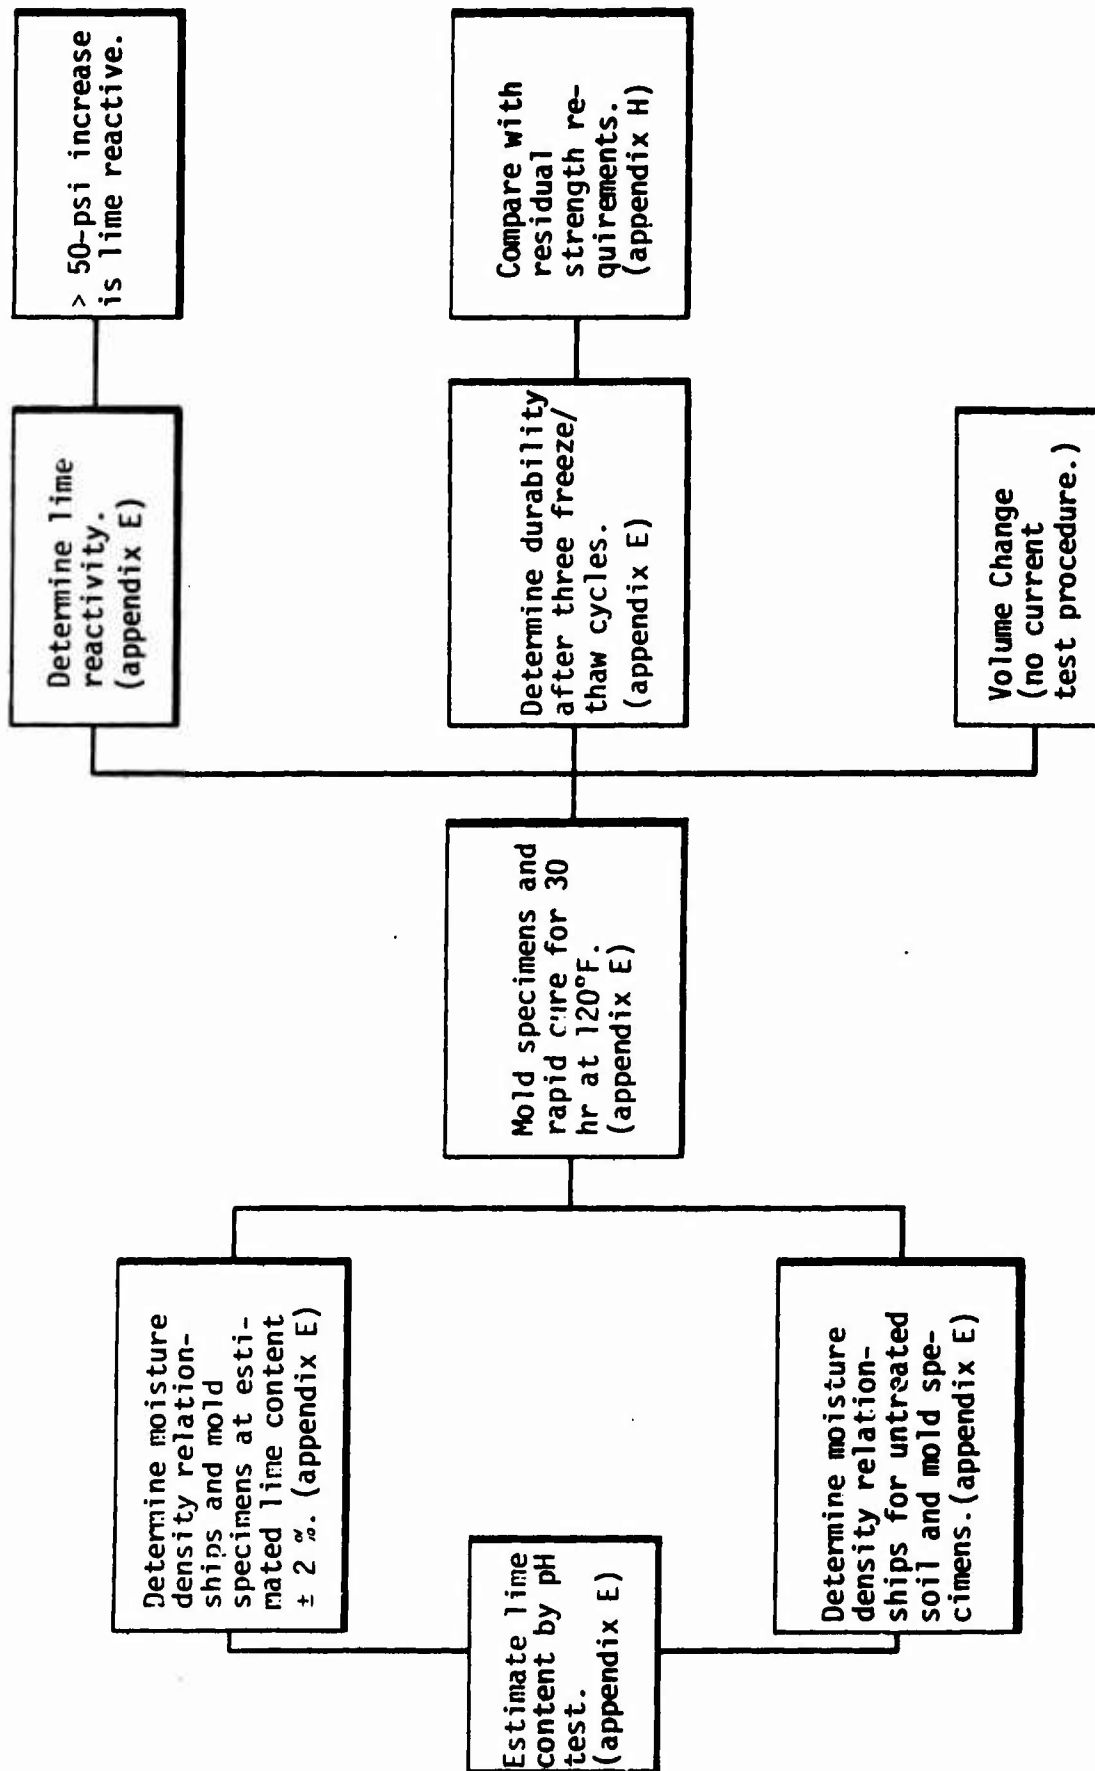 Estimate lime
content by pH
test.
(appendix E)
Determine moisture
density relation-
ships and mold
specimens at esti-
mated lime content
± 2 %. (appendix E)
Determine moisture
density relation-
ships for untreated
soil and mold spe-
cimens.(appendix E)
Mold specimens and
rapid cure for 30
hr at 120°F.
(appendix E)
Determine lime
reactivity.
(appendix E)
> 50-psi increase
is lime reactive.
Determine durability
after three freeze/
thaw cycles.
(appendix E)
Compare with
residual
strength re-
quirements.
(appendix H)
Volume Change
(no current
test procedure.)